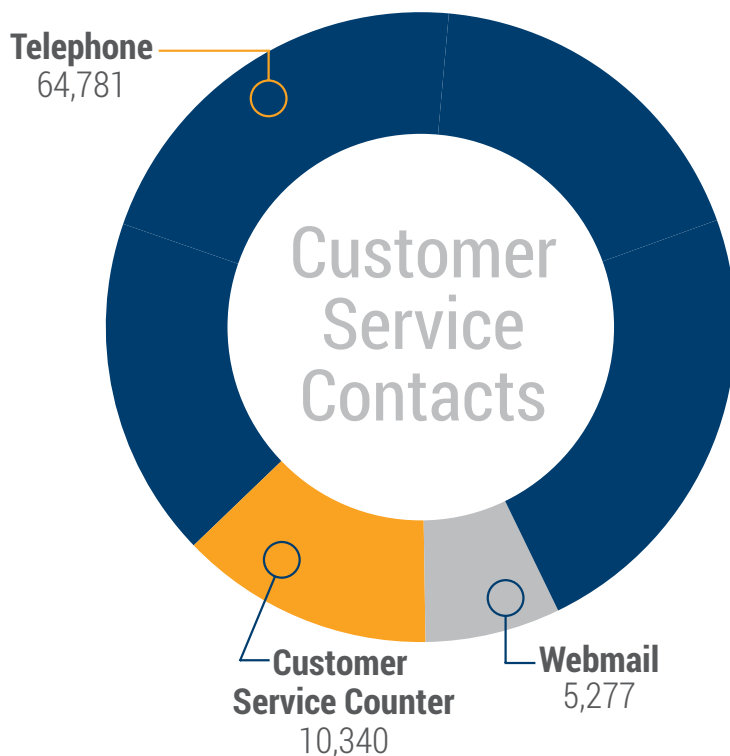 Telephone
64,781
Customer
Service
Contacts
Customer
Service Counter
10,340
Webmail
5,277